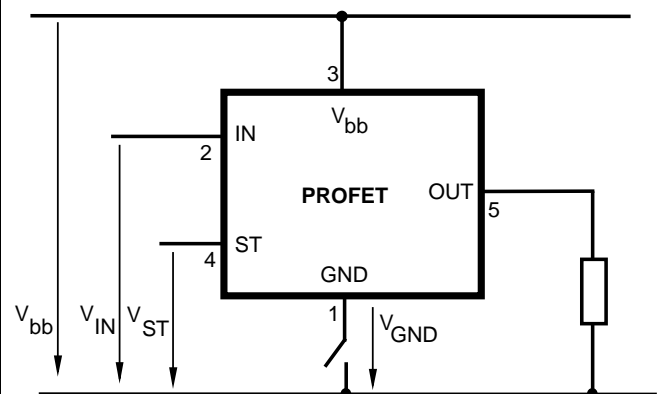 3
V bb
IN
2
PROFET
OUT
5
ST
4
GND
1
V bb
V IN
V ST
V GND